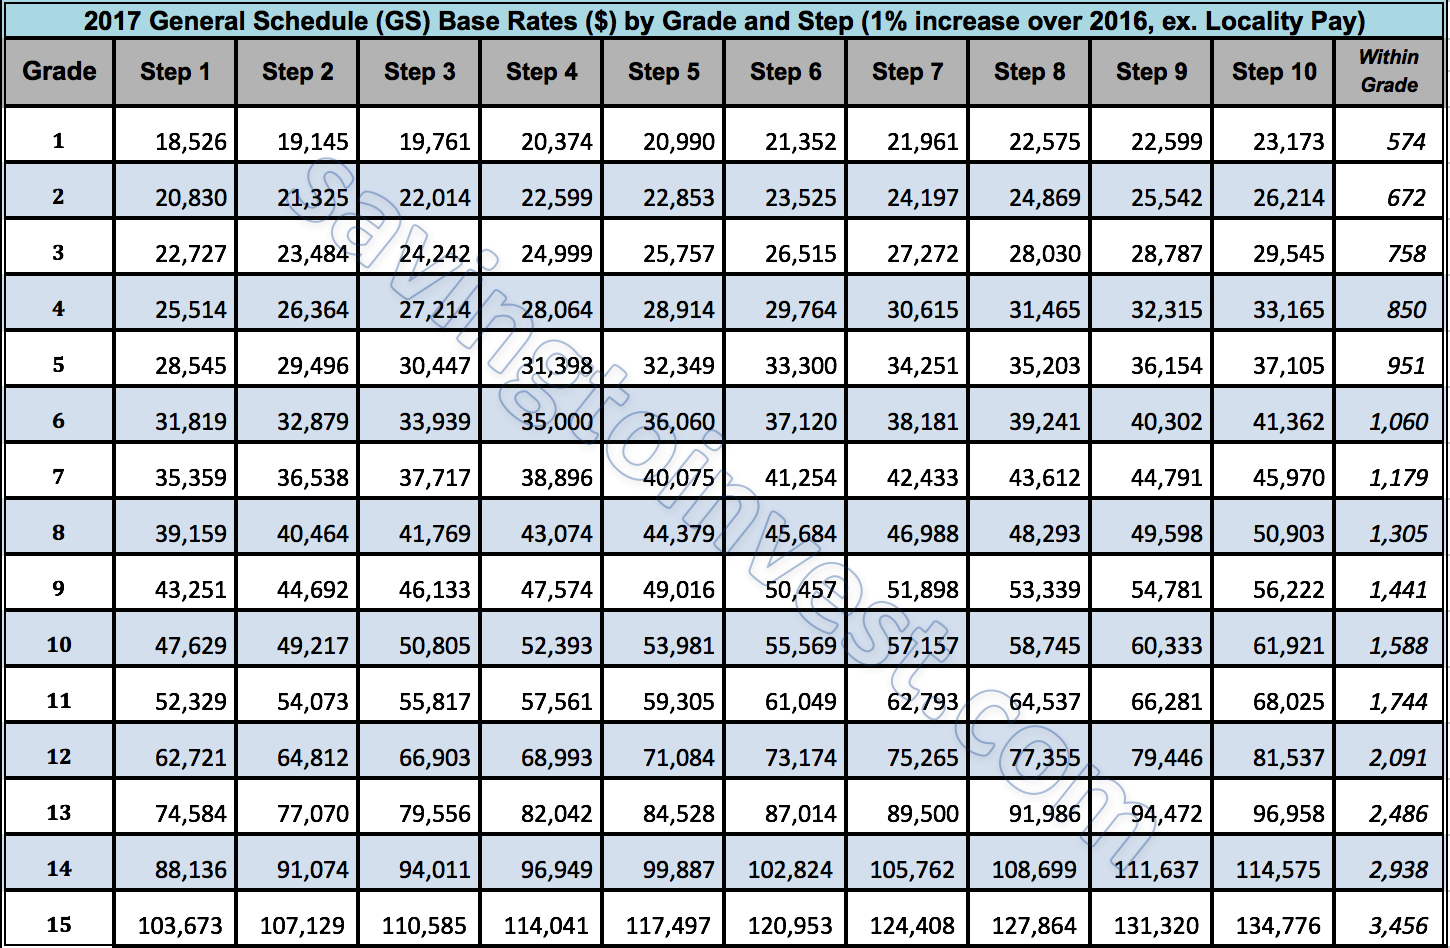 2017 General Schedule (GS) Base Rates ($) by Grade and Step (1% increase over 2016, ex. Locality Pay)
Grade Step 1 Step 2 Step 3 Step 4 Step 5 Step 6 Step 7 Step 8 Step 9 Step 10 Within Grade
1 18,526 19,145 19,761 20,374 20,990 21,352 21,961 22,575 22,599 23,173 574
2 20,830 21,325 22,014 22,599 22,853 23,525 24,197 24,869 25,542 26,214 672
3 22,727 23,484 24,242 24,999 25,757 26,515 27,272 28,030 28,787 29,545 758
4 25,514 26,364 27,214 28,064 28,914 29,764 30,615 31,465 32,315 33,165 850
5 28,545 29,496 30,447 31,398 32,349 33,300 34,251 35,203 36,154 37,105 951
6 31,819 32,879 33,939 35,000 36,060 37,120 38,181 39,241 40,302 41,362 1,060
7 35,359 36,538 37,717 38,896 40,075 41,254 42,433 43,612 44,791 45,970 1,179
8 39,159 40,464 41,769 43,074 44,379 45,684 46,988 48,293 49,598 50,903 1,305
9 43,251 44,692 46,133 47,574 49,016 50,457 51,898 53,339 54,781 56,222 1,441
10 47,629 49,217 50,805 52,393 53,981 55,569 57,157 58,745 60,333 61,921 1,588
11 52,329 54,073 55,817 57,561 59,305 61,049 62,793 64,537 66,281 68,025 1,744
12 62,721 64,812 66,903 68,993 71,084 73,174 75,265 77,355 79,446 81,537 2,091
13 74,584 77,070 79,556 82,042 84,528 87,014 89,500 91,986 94,472 96,958 2,486
14 88,136 91,074 94,011 96,949 99,887 102,824 105,762 108,699 111,637 114,575 2,938
15 103,673 107,129 110,585 114,041 117,497 120,953 124,408 127,864 131,320 134,776 3,456
savingtoinvest.com